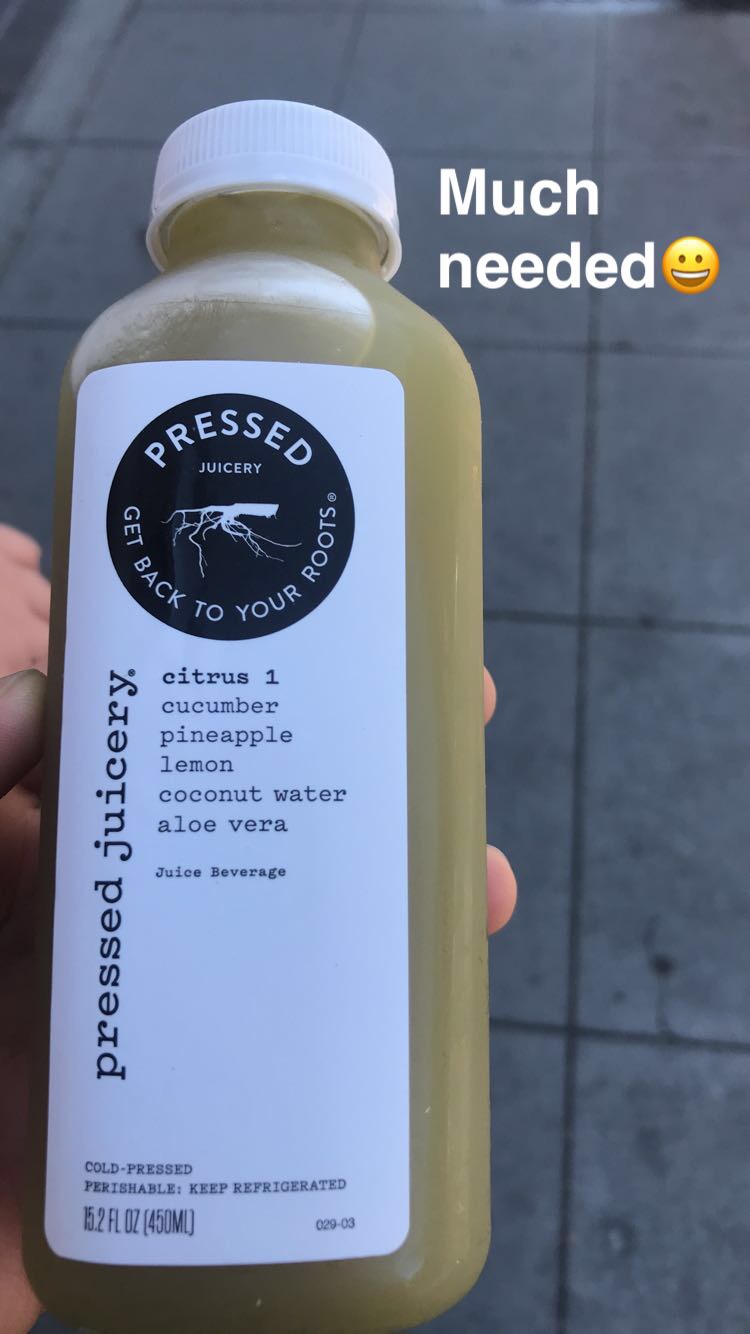 Much
needed😀
PRESSED
JUICERY
GET BACK TO YOUR ROOTS®
pressed juicery®
citrus 1
cucumber
pineapple
lemon
coconut water
aloe vera
Juice Beverage
COLD-PRESSED
PERISHABLE: KEEP REFRIGERATED
15.2 FL OZ (450ML)
029-03